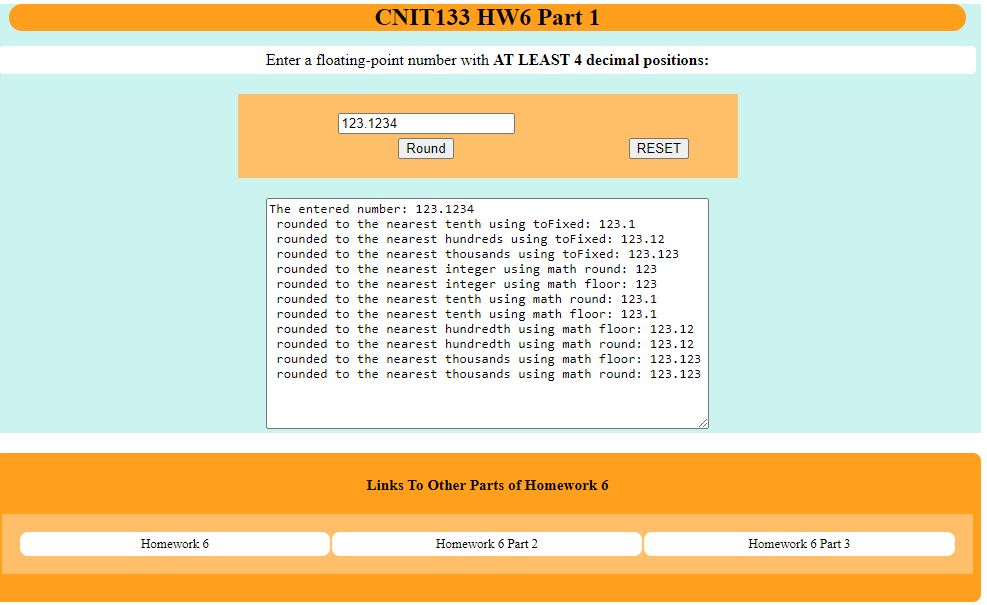 CNIT133 HW6 Part 1
Enter a floating-point number with AT LEAST 4 decimal positions:
123.1234
Round RESET
The entered number: 123.1234
rounded to the nearest tenth using toFixed: 123.1
rounded to the nearest hundreds using toFixed: 123.12
rounded to the nearest thousands using toFixed: 123.123
rounded to the nearest integer using math round: 123
rounded to the nearest integer using math floor: 123
rounded to the nearest tenth using math round: 123.1
rounded to the nearest tenth using math floor: 123.1
rounded to the nearest hundredth using math floor: 123.12
rounded to the nearest hundredth using math round: 123.12
rounded to the nearest thousands using math floor: 123.123
rounded to the nearest thousands using math round: 123.123
Links To Other Parts of Homework 6
Homework 6 Homework 6 Part 2 Homework 6 Part 3